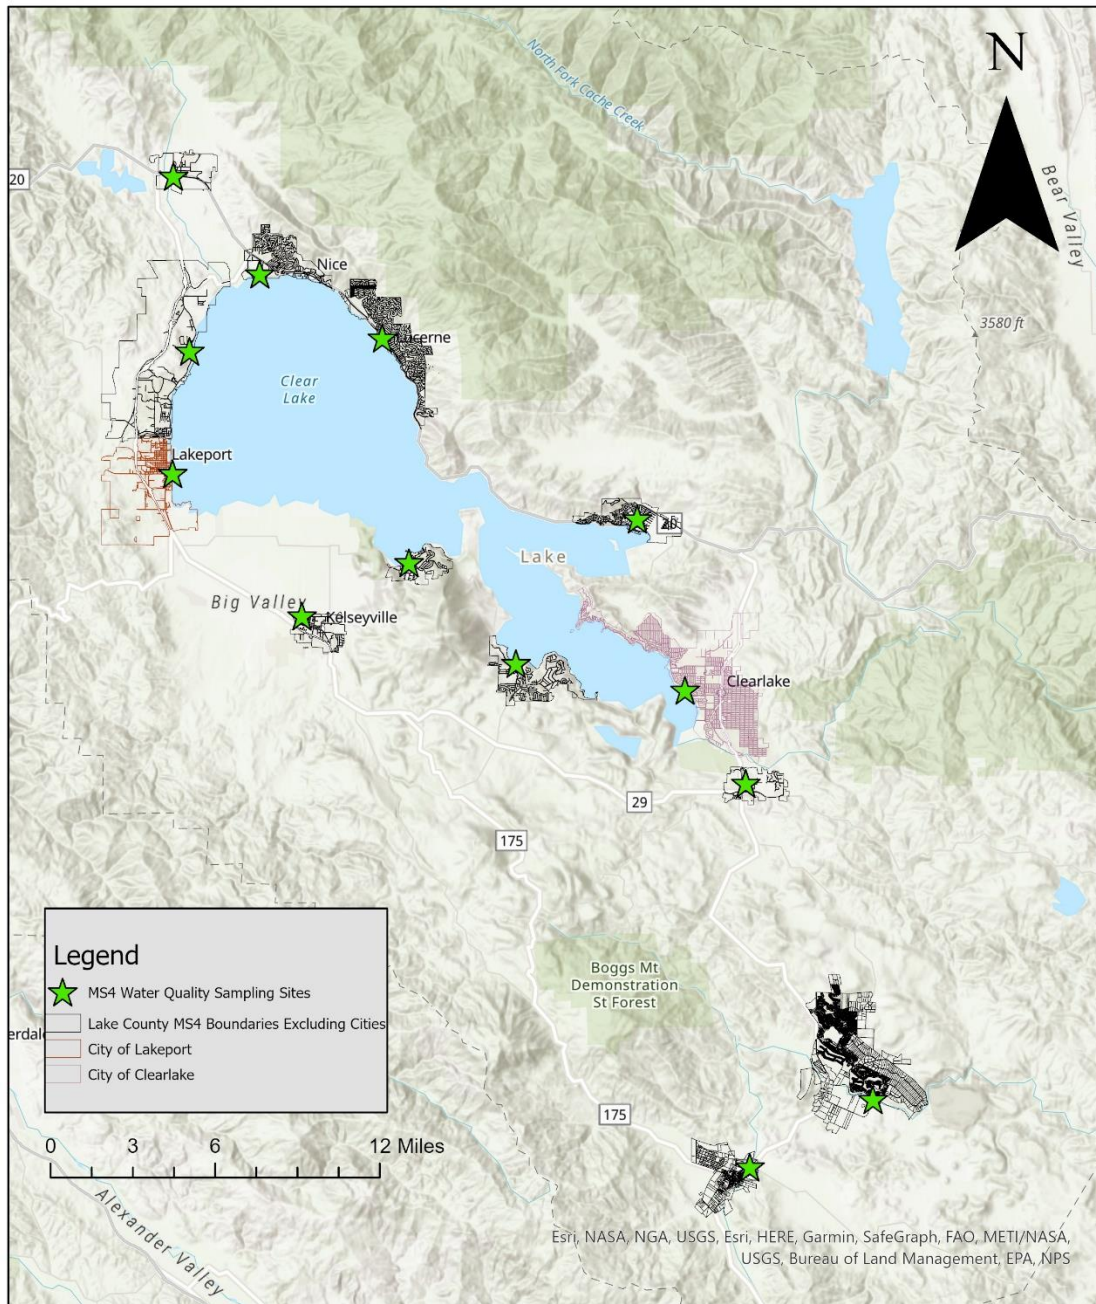 N
North Fork Cache Creek
Bear Valley
20
Nice
3580 ft
Lucerne
Clear
Lake
Lakeport
20
Lake
Big Valley
Kelseyville
Clearlake
29
175
Boggs Mt
Demonstration
St Forest
Legend
MS4 Water Quality Sampling Sites
Lake County MS4 Boundaries Excluding Cities
City of Lakeport
City of Clearlake
erdal
175
0 3 6 12 Miles
Alexander Valley
Esri, NASA, NGA, USGS, Esri, HERE, Garmin, SafeGraph, FAO, METI/NASA,
USGS, Bureau of Land Management, EPA, NPS